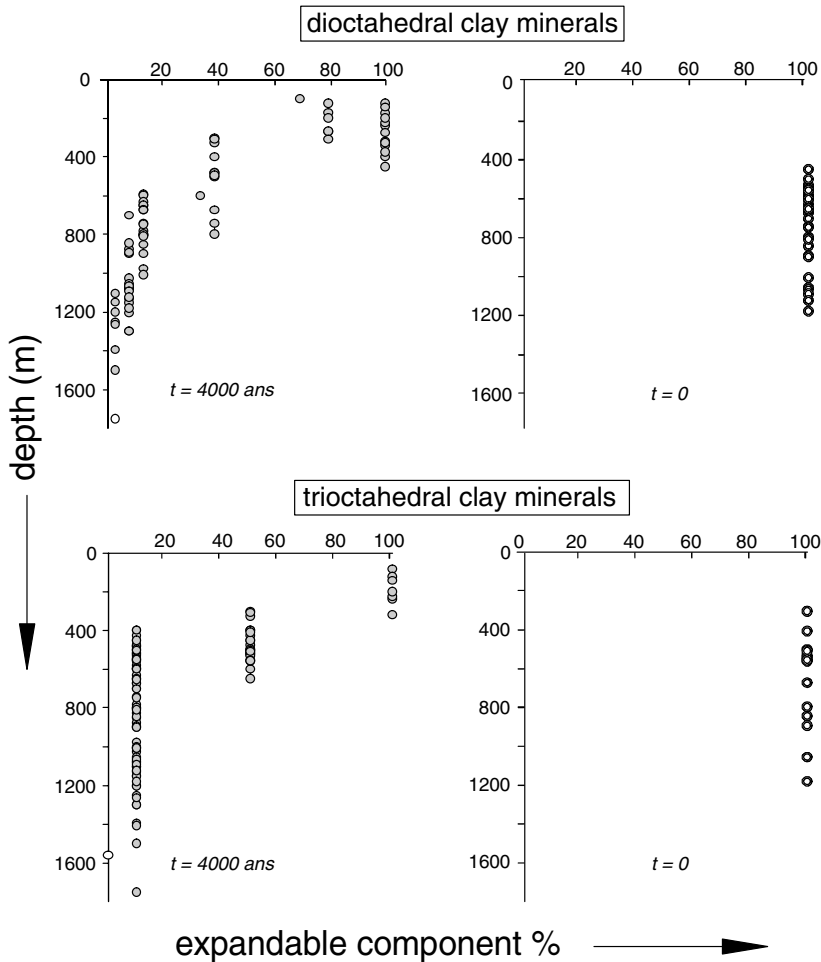 dioctahedral clay minerals
0 20 40 60 80 100
400
800
1200
1600
t = 4000 ans
0 20 40 60 80 100
400
800
1200
1600
t = 0
depth (m)
trioctahedral clay minerals
0 20 40 60 80 100
400
800
1200
1600
t = 4000 ans
0 0 20 40 60 80 100
400
800
1200
1600
t = 0
expandable component %